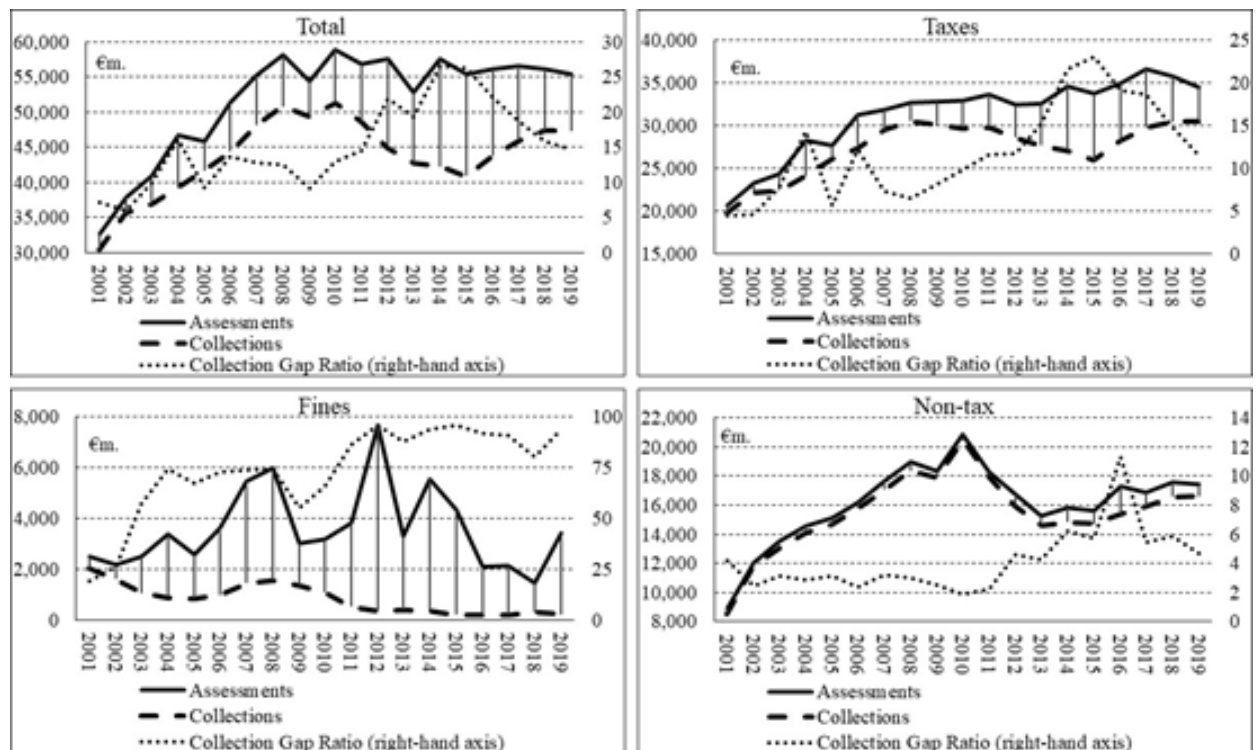 Total
60,000
55,000
50,000
45,000
40,000
35,000
30,000
€m.
30
25
20
15
10
5
0
2001 2002 2003 2004 2005 2006 2007 2008 2009 2010 2011 2012 2013 2014 2015 2016 2017 2018 2019
Assessments
Collections
Collection Gap Ratio (right-hand axis)
Taxes
40,000
35,000
30,000
25,000
20,000
15,000
€m.
25
20
15
10
5
0
2001 2002 2003 2004 2005 2006 2007 2008 2009 2010 2011 2012 2013 2014 2015 2016 2017 2018 2019
Assessments
Collections
Collection Gap Ratio (right-hand axis)
Fines
8,000
6,000
4,000
2,000
0
€m.
100
75
50
25
0
2001 2002 2003 2004 2005 2006 2007 2008 2009 2010 2011 2012 2013 2014 2015 2016 2017 2018 2019
Assessments
Collections
Collection Gap Ratio (right-hand axis)
Non-tax
22,000
20,000
18,000
16,000
14,000
12,000
10,000
8,000
€m.
14
12
10
8
6
4
2
0
2001 2002 2003 2004 2005 2006 2007 2008 2009 2010 2011 2012 2013 2014 2015 2016 2017 2018 2019
Assessments
Collections
Collection Gap Ratio (right-hand axis)